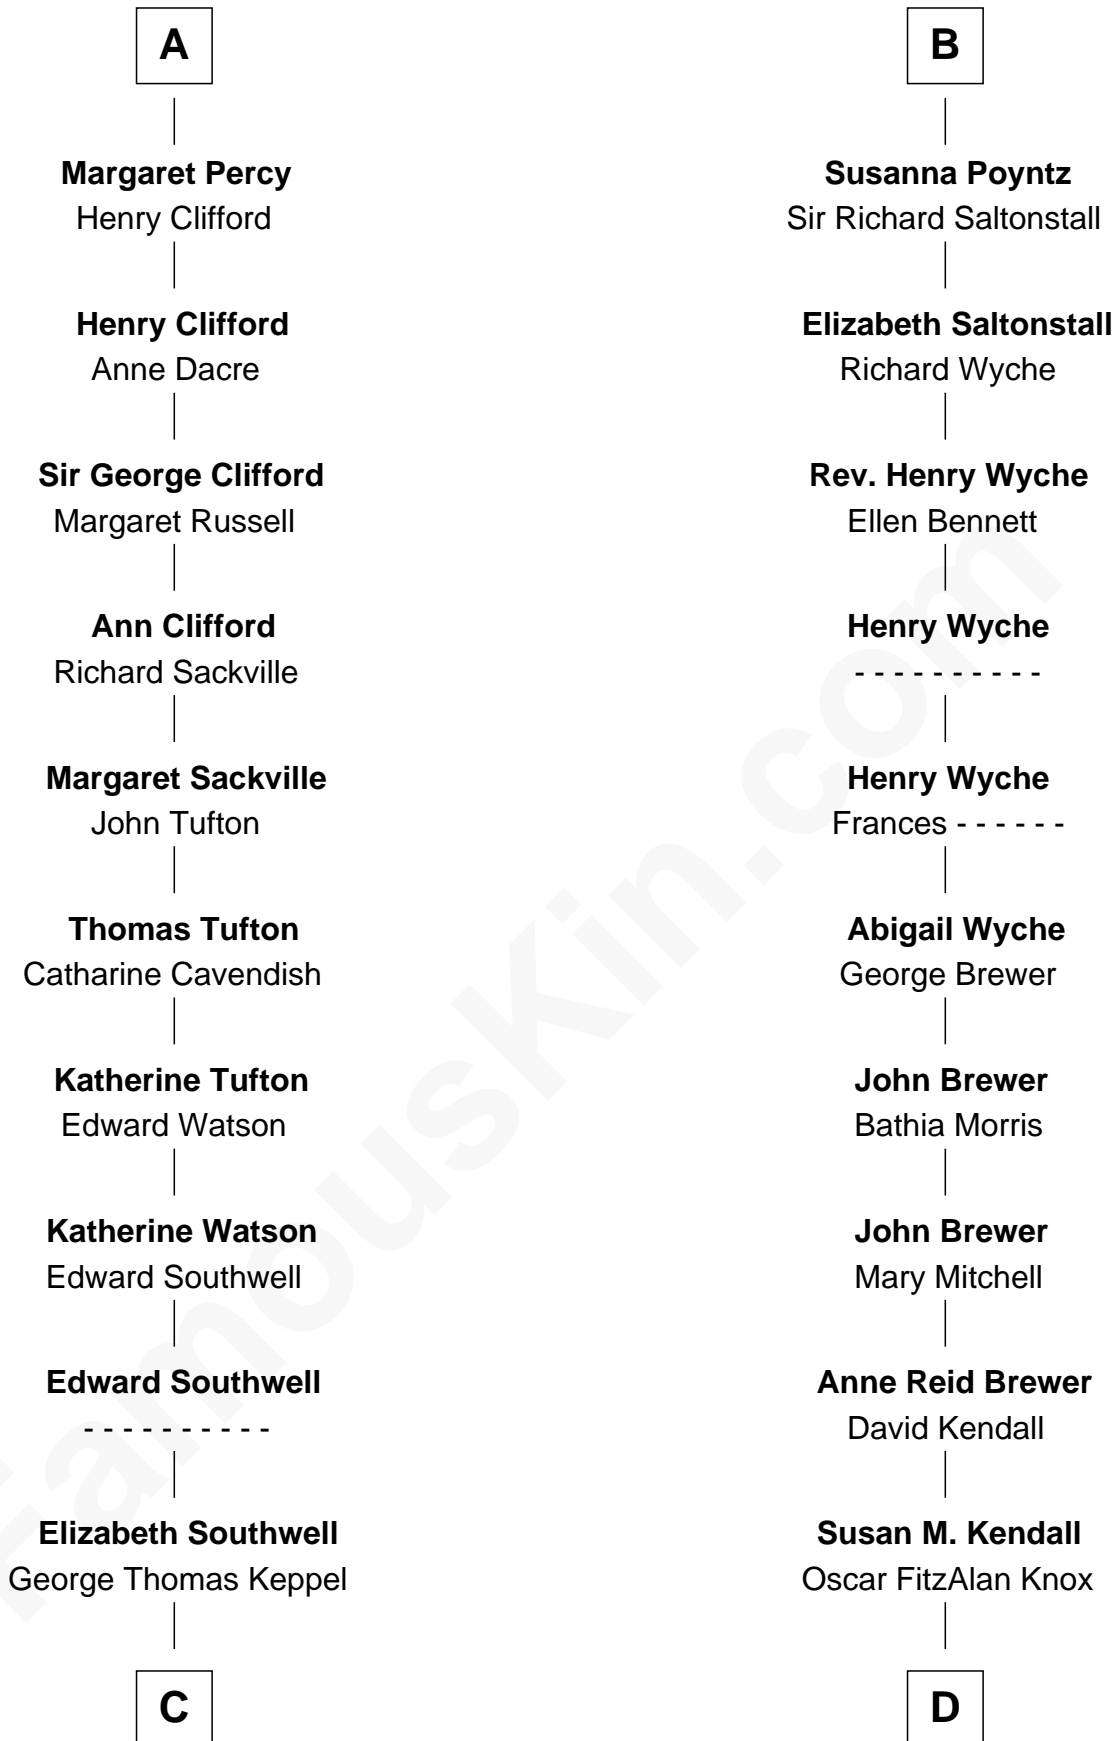 A
Margaret Percy
Henry Clifford
Henry Clifford
Anne Dacre
Sir George Clifford
Margaret Russell
Ann Clifford
Richard Sackville
Margaret Sackville
John Tufton
Thomas Tufton
Catharine Cavendish
Katherine Tufton
Edward Watson
Katherine Watson
Edward Southwell
Edward Southwell
- - - - - - - - - -
Elizabeth Southwell
George Thomas Keppel
C
B
Susanna Poyntz
Sir Richard Saltonstall
Elizabeth Saltonstall
Richard Wyche
Rev. Henry Wyche
Ellen Bennett
Henry Wyche
- - - - - - - - - -
Henry Wyche
Frances - - - - - -
Abigail Wyche
George Brewer
John Brewer
Bathia Morris
John Brewer
Mary Mitchell
Anne Reid Brewer
David Kendall
Susan M. Kendall
Oscar FitzAlan Knox
D
FamousKin.com